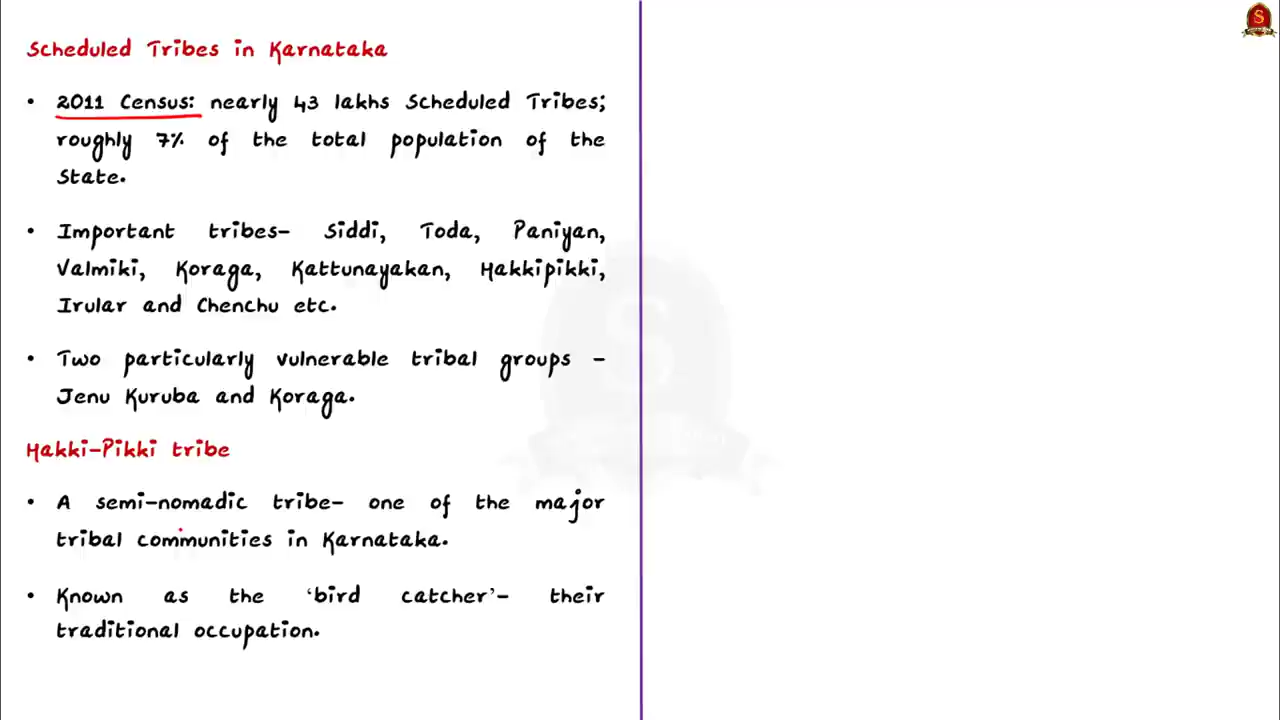 Scheduled Tribes in Karnataka
• 2011 Census: nearly 43 lakhs Scheduled Tribes;
roughly 7% of the total population of the
State.
• Important tribes- Siddi, Toda, Paniyan,
Valmiki, Koraga, Kattunayakan, Hakkipikki,
Irular and Chenchu etc.
• Two particularly vulnerable tribal groups -
Jenu Kuruba and Koraga.
Hakki-Pikki tribe
• A semi-nomadic tribe- one of the major
tribal communities in Karnataka.
• Known as the ‘bird catcher’- their
traditional occupation.
S